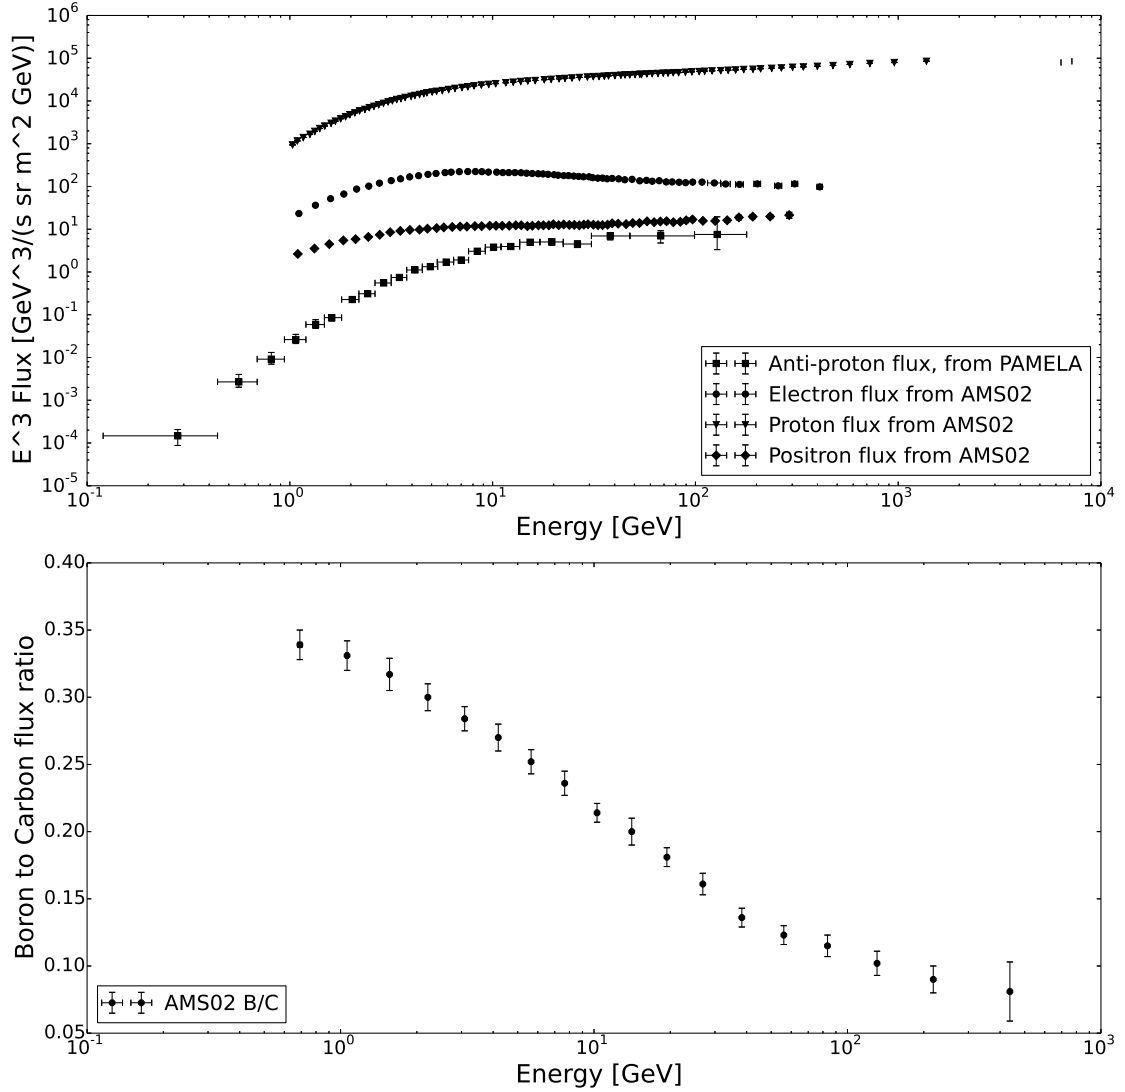 E^3 Flux [GeV^3/(s sr m^2 GeV)]
10^6
10^5
10^4
10^3
10^2
10^1
10^0
10^-1
10^-2
10^-3
10^-4
10^-5
Anti-proton flux, from PAMELA
Electron flux from AMS02
Proton flux from AMS02
Positron flux from AMS02
10^-1 10^0 10^1 10^2 10^3 10^4
Energy [GeV]
Boron to Carbon flux ratio
0.40
0.35
0.30
0.25
0.20
0.15
0.10
0.05
AMS02 B/C
10^-1 10^0 10^1 10^2 10^3
Energy [GeV]